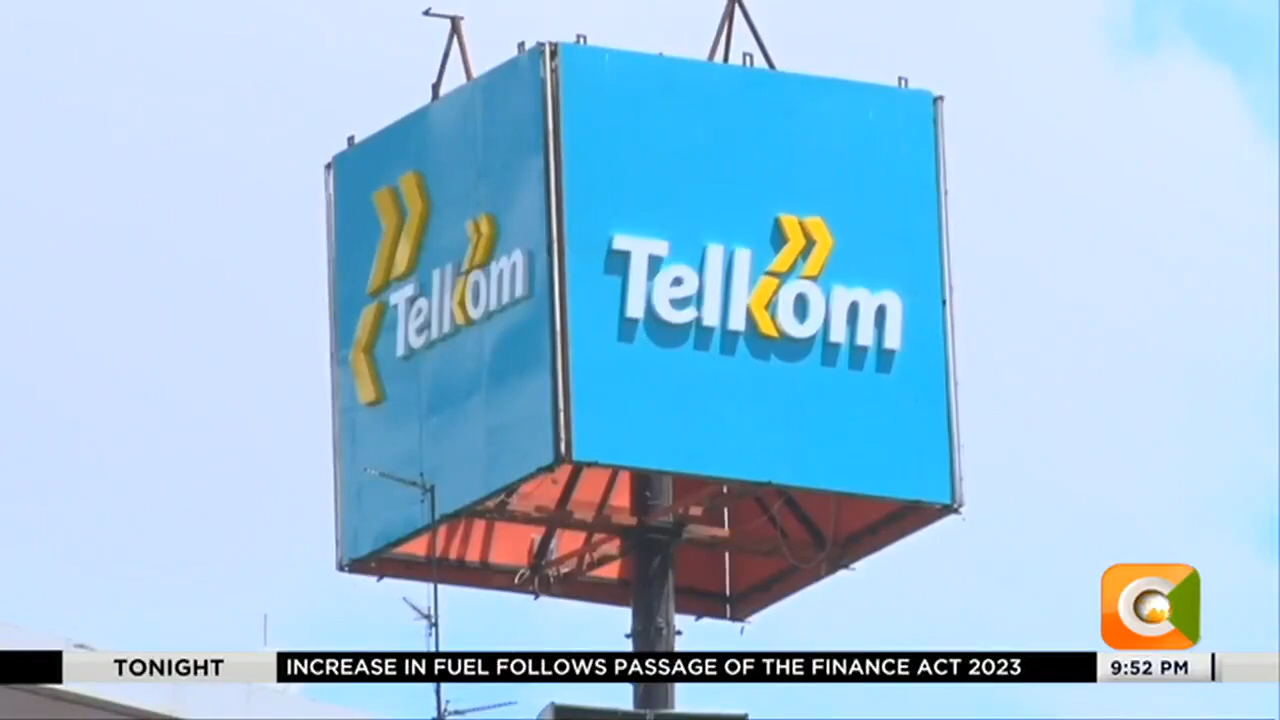 Telkom
Telkom
TONIGHT
INCREASE IN FUEL FOLLOWS PASSAGE OF THE FINANCE ACT 2023
9:52 PM